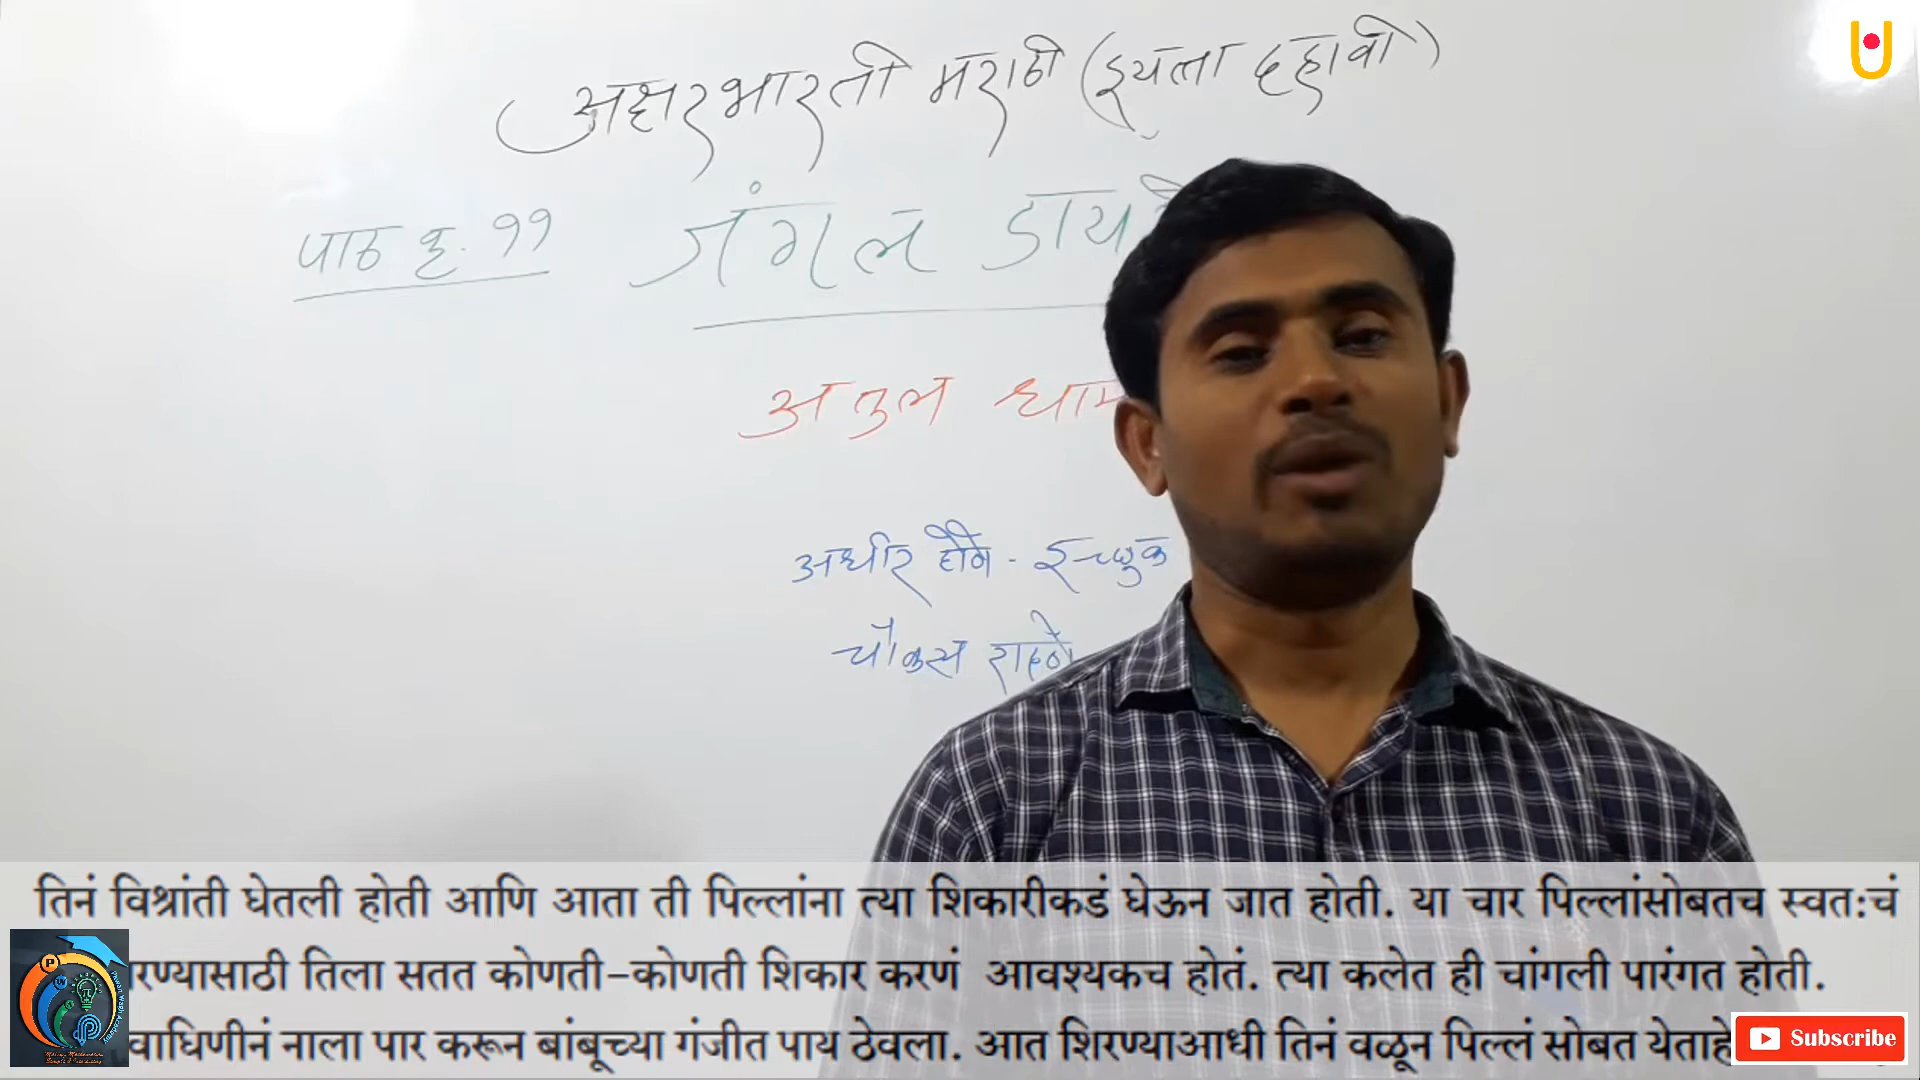 अक्षरभारती मराठी (इयत्ता दहावी)
पाठ क्र. ११ जंगल डाय
अतुल धाम
अधीर होणे - इच्छुक
चौकस राहणे
तिनं विश्रांती घेतली होती आणि आता ती पिल्लांना त्या शिकारीकडं घेऊन जात होती. या चार पिल्लांसोबतच स्वत:चं
रण्यासाठी तिला सतत कोणती-कोणती शिकार करणं आवश्यकच होतं. त्या कलेत ही चांगली पारंगत होती.
वाघिणीनं नाला पार करून बांबूच्या गंजीत पाय ठेवला. आत शिरण्याआधी तिनं वळून पिल्लं सोबत येताहे
Subscribe